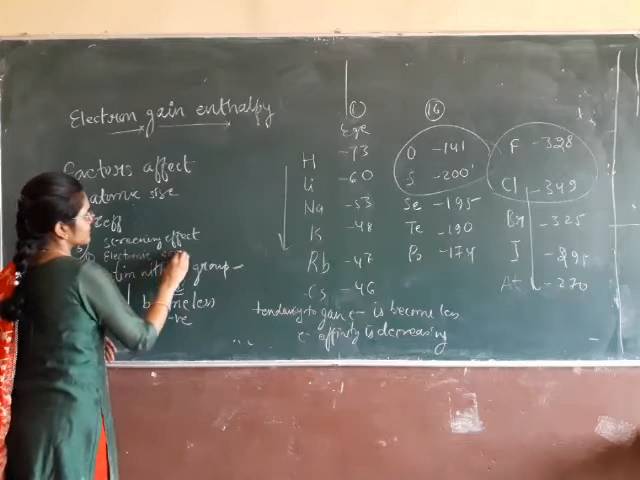 Electron gain enthalpy
Factors affect
atomic size
Zeff
screening effect
Electronic
group -
less
-ve
1
Ege
H -73
Li -60
Na -53
K -48
Rb -47
Cs -46
16
O -141
S -200
Se -195
Te -190
Po -174
F -328
Cl -349
Br -325
I -295
At -270
tendency to gain e- is become less
e- affinity is decreasing